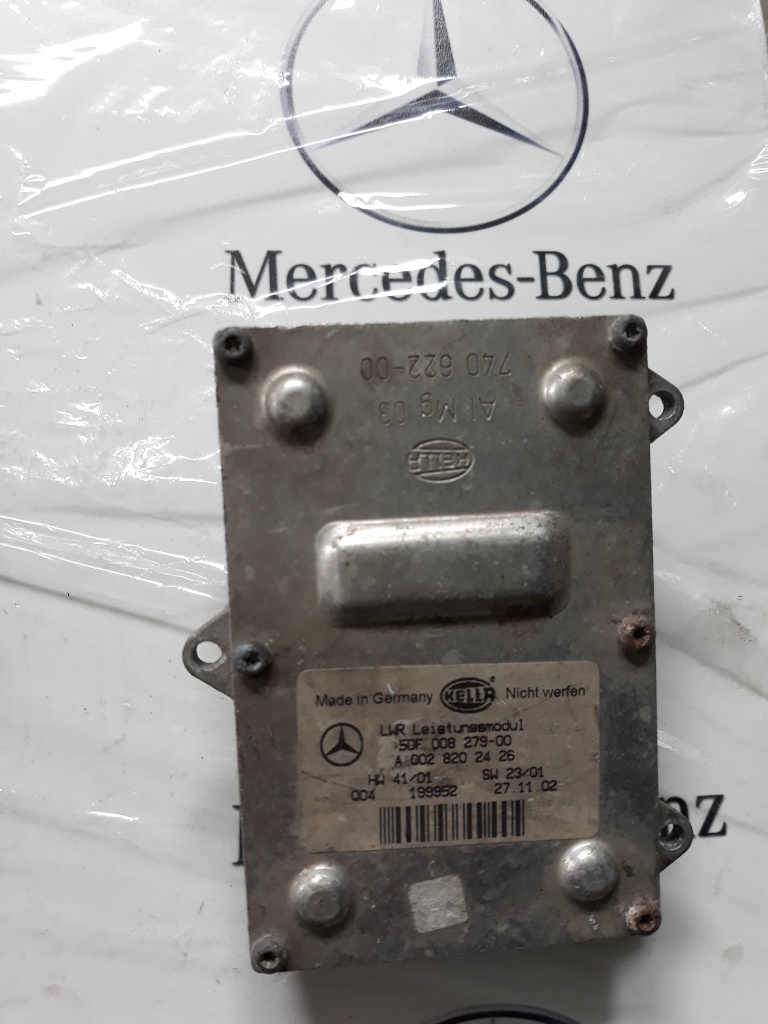 Mercedes-Benz
740 622-00
Al Mg 03
HELLA
Made in Germany HELLA® Nicht werfen
LWR Leistungsmodul
5DF 008 279-00
A 002 820 24 26
HW 41/01 SW 23/01
004 199952 27.11.02
nz